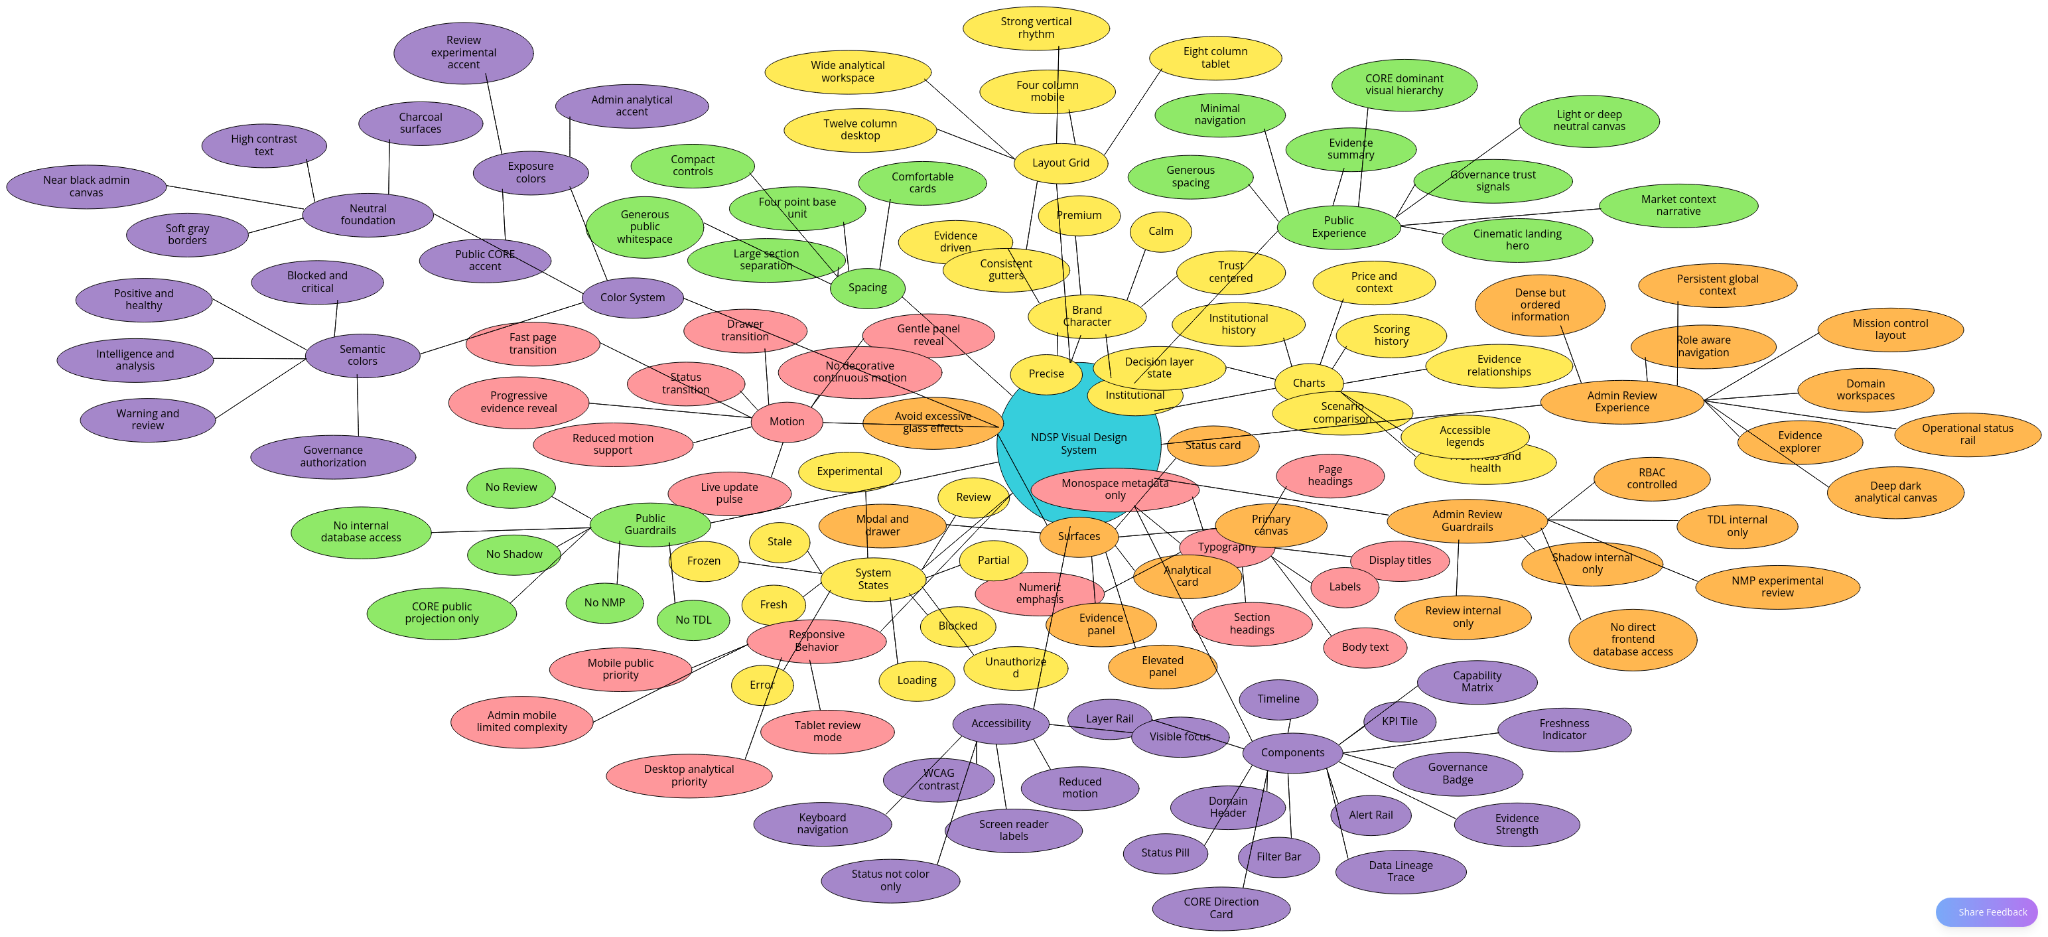 Strong vertical
rhythm
Review
experimental
accent
Wide analytical
workspace
Eight column
tablet
Four column
mobile
CORE dominant
visual hierarchy
Admin analytical
accent
Minimal
navigation
Light or deep
neutral canvas
Charcoal
surfaces
Twelve column
desktop
High contrast
text
Evidence
summary
Exposure
colors
Compact
controls
Layout Grid
Generous
spacing
Governance trust
signals
Near black admin
canvas
Comfortable
cards
Neutral
foundation
Four point base
unit
Market context
narrative
Soft gray
borders
Generous
public
whitespace
Premium
Calm
Public
Experience
Cinematic landing
hero
Evidence
driven
Public CORE
accent
Large section
separation
Consistent
gutters
Trust
centered
Blocked and
critical
Color System
Spacing
Price and
context
Persistent global
context
Positive and
healthy
Dense but
ordered
information
Brand
Character
Institutional
history
Scoring
history
Mission control
layout
Drawer
transition
Gentle panel
reveal
Fast page
transition
Role aware
navigation
Intelligence and
analysis
Semantic
colors
Decision layer
state
Evidence
relationships
No decorative
continuous motion
Status
transition
Precise
Charts
Institutional
Domain
workspaces
Progressive
evidence reveal
Admin Review
Experience
Warning and
review
Motion
Avoid excessive
glass effects
Scenario
comparison
Accessible
legends
NDSP Visual Design
System
Reduced motion
support
Status card
Evidence
explorer
Operational status
rail
Governance
authorization
health
and
Experimental
Page
headings
RBAC
controlled
No Review
Live update
pulse
Review
Monospace metadata
only
Deep dark
analytical canvas
Public
Guardrails
Modal and
drawer
Primary
canvas
Admin Review
Guardrails
TDL internal
only
No internal
database access
Surfaces
Stale
Typography
No Shadow
Frozen
Partial
Display titles
Shadow internal
only
System
States
Analytical
card
Labels
NMP experimental
review
Numeric
emphasis
No NMP
Fresh
CORE public
projection only
No TDL
Blocked
Evidence
panel
Section
headings
Review internal
only
Responsive
Behavior
Body text
No direct
frontend
database access
Mobile public
priority
Unauthorize
d
Elevated
panel
Error
Loading
Capability
Matrix
Timeline
Admin mobile
limited complexity
Tablet review
mode
Accessibility
Layer Rail
KPI Tile
Freshness
Indicator
Visible focus
Components
Desktop analytical
priority
WCAG
contrast
Reduced
motion
Governance
Badge
Domain
Header
Alert Rail
Keyboard
navigation
Screen reader
labels
Evidence
Strength
Status Pill
Filter Bar
Data Lineage
Trace
Status not color
only
CORE Direction
Card
Share Feedback